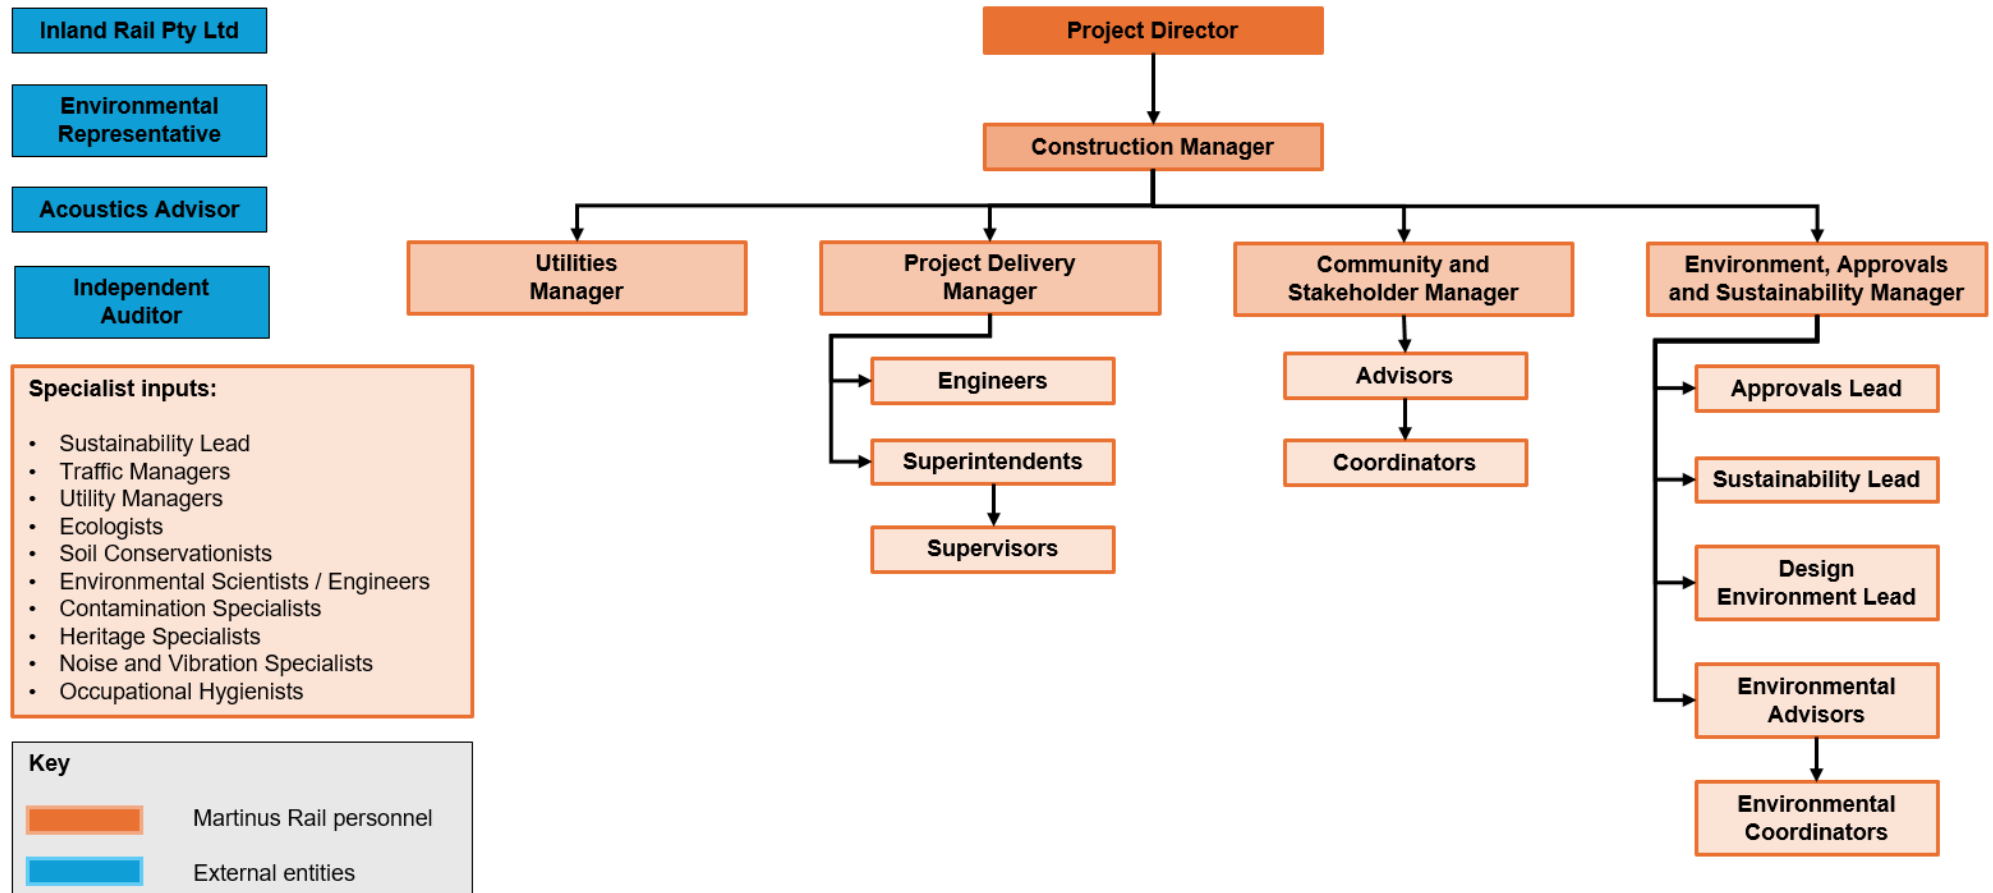 Inland Rail Pty Ltd
Environmental
Representative
Acoustics Advisor
Independent
Auditor
Specialist inputs:
• Sustainability Lead
• Traffic Managers
• Utility Managers
• Ecologists
• Soil Conservationists
• Environmental Scientists / Engineers
• Contamination Specialists
• Heritage Specialists
• Noise and Vibration Specialists
• Occupational Hygienists
Key
Martinus Rail personnel
External entities
Project Director
Construction Manager
Utilities
Manager
Project Delivery
Manager
Engineers
Superintendents
Supervisors
Community and
Stakeholder Manager
Advisors
Coordinators
Environment, Approvals
and Sustainability Manager
Approvals Lead
Sustainability Lead
Design
Environment Lead
Environmental
Advisors
Environmental
Coordinators